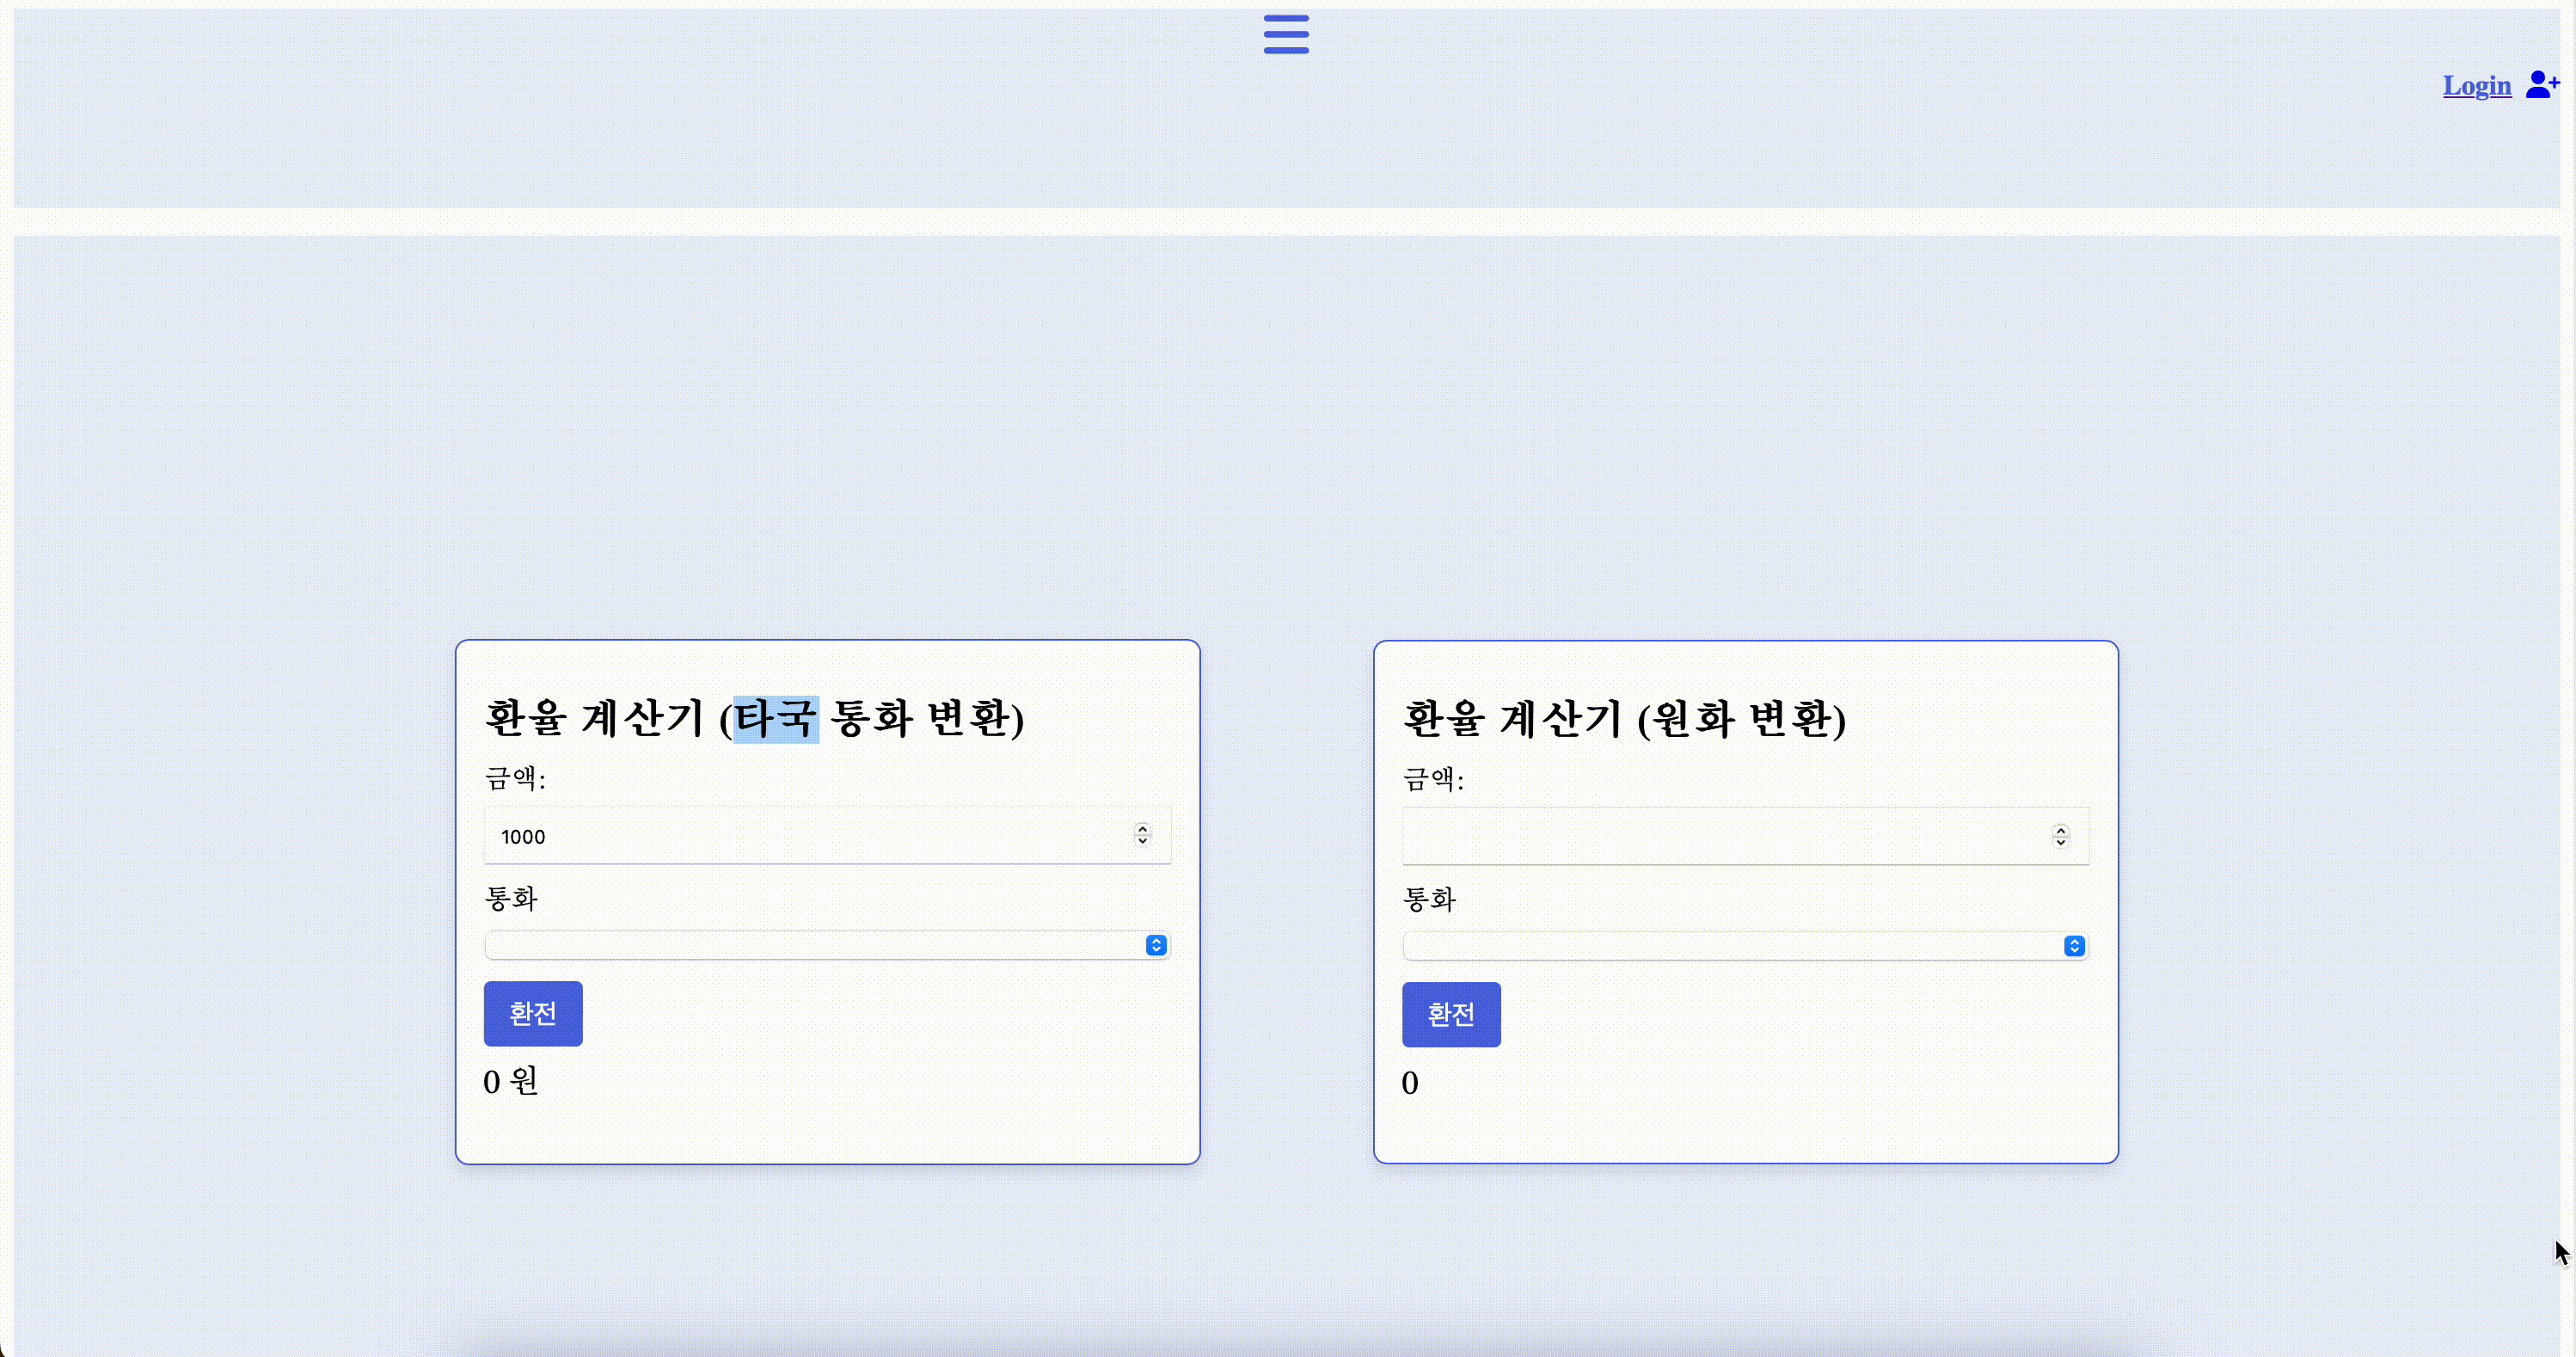 Login
환율 계산기 (타국 통화 변환)
금액:
1000
통화
환전
0 원
환율 계산기 (원화 변환)
금액:
통화
환전
0